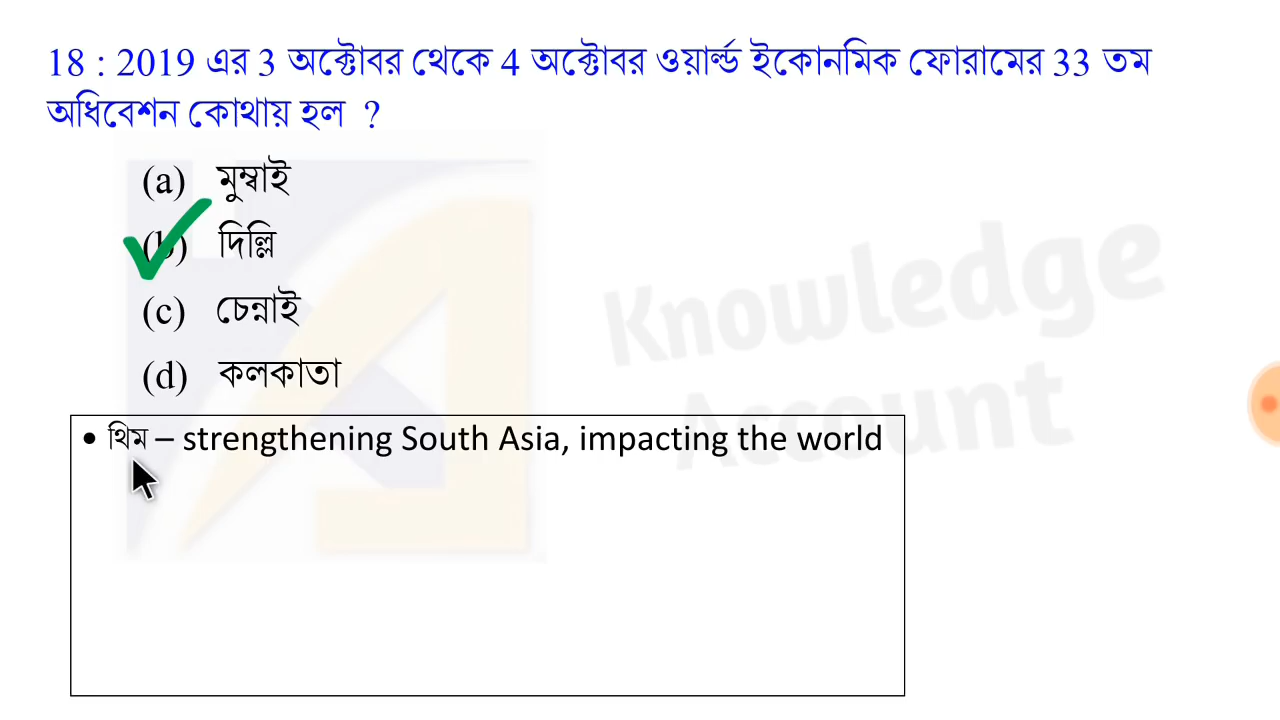 18 : 2019 এর 3 অক্টোবর থেকে 4 অক্টোবর ওয়ার্ল্ড ইকোনমিক ফোরামের 33 তম
অধিবেশন কোথায় হল ?
(a) মুম্বাই
(b) দিল্লি
(c) চেন্নাই
(d) কলকাতা
• থিম – strengthening South Asia, impacting the world
Knowledge
Account